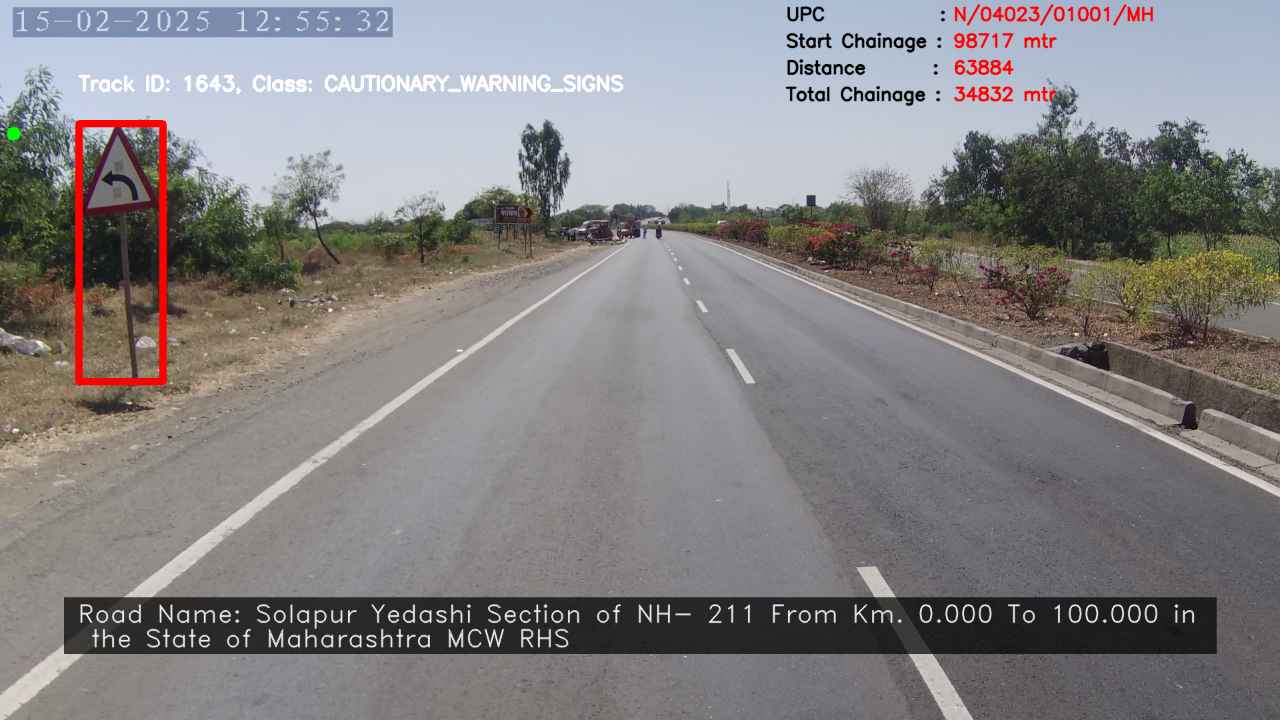 15-02-2025 12:55:32
UPC : N/04023/01001/MH
Start Chainage : 98717 mtr
Distance : 63884
Total Chainage : 34832 mtr
Track ID: 1643, Class: CAUTIONARY_WARNING_SIGNS
Road Name: Solapur Yedashi Section of NH- 211 From Km. 0.000 To 100.000 in
the State of Maharashtra MCW RHS